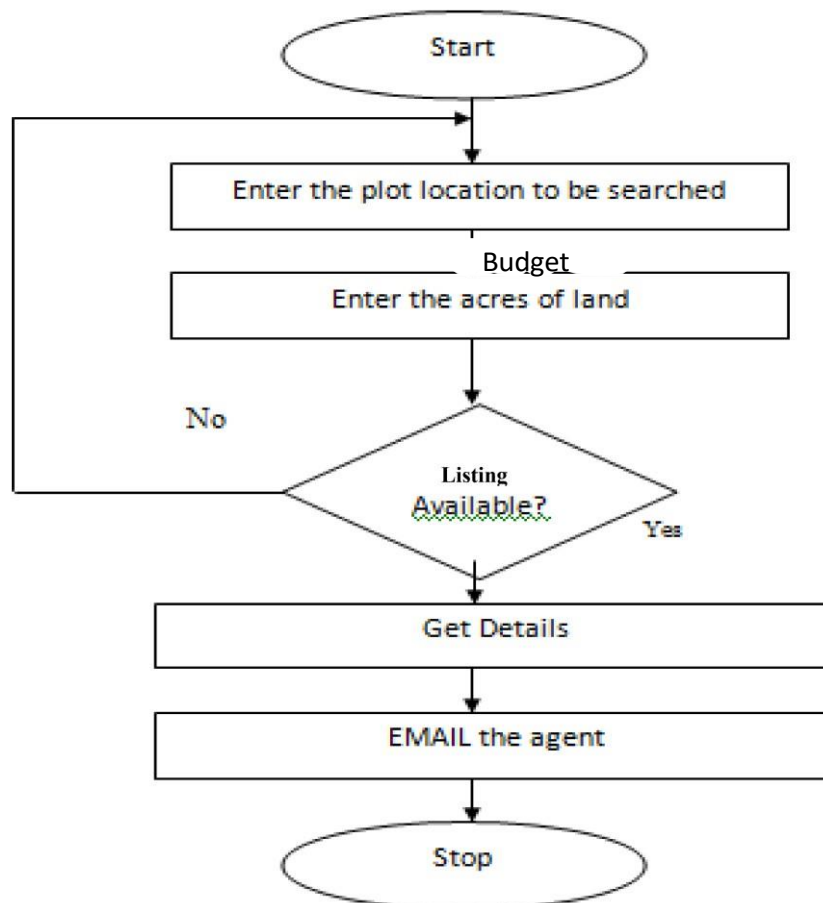 Start
Enter the plot location to be searched
Budget
Enter the acres of land
No
Listing
Available?
Yes
Get Details
EMAIL the agent
Stop